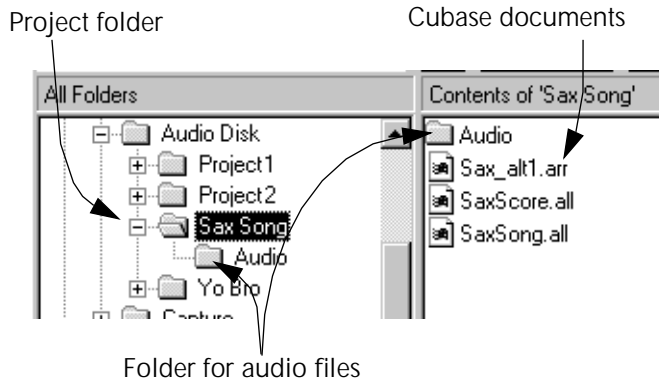 Project folder
Cubase documents
All Folders
Contents of 'Sax Song'
Audio Disk
Project1
Project2
Sax Song
Audio
Yo Bro
Capture
Audio
Sax_alt1.arr
SaxScore.all
SaxSong.all
Folder for audio files